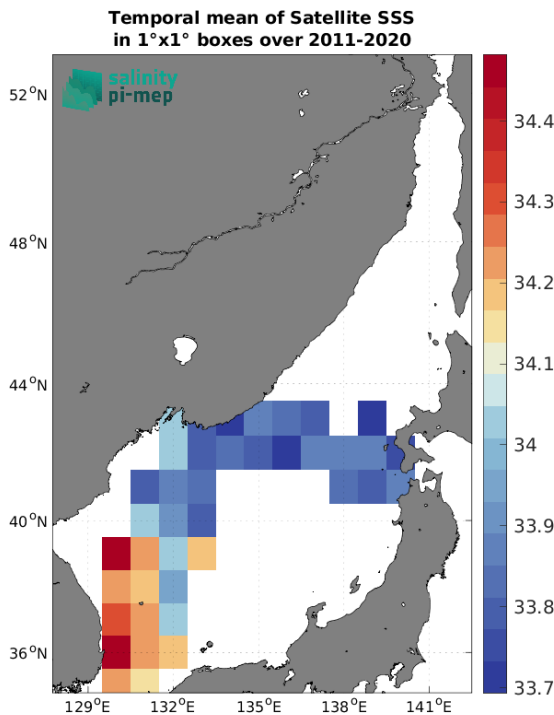 Temporal mean of Satellite SSS
in 1°x1° boxes over 2011-2020
salinity
pi-mep
52°N
48°N
44°N
40°N
36°N
129°E
132°E
135°E
138°E
141°E
34.4
34.3
34.2
34.1
34
33.9
33.8
33.7